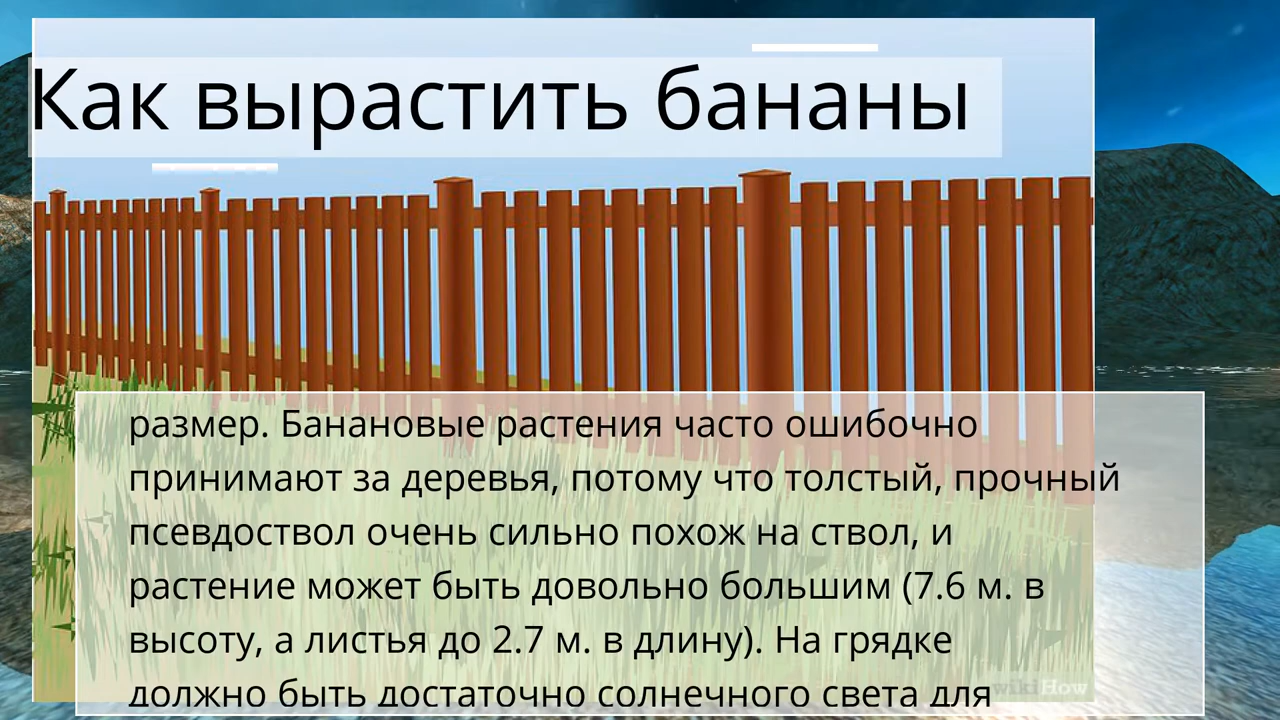 Как вырастить бананы
размер. Банановые растения часто ошибочно
принимают за деревья, потому что толстый, прочный
псевдоствол очень сильно похож на ствол, и
растение может быть довольно большим (7.6 м. в
высоту, а листья до 2.7 м. в длину). На грядке
должно быть достаточно солнечного света для
wikiHow